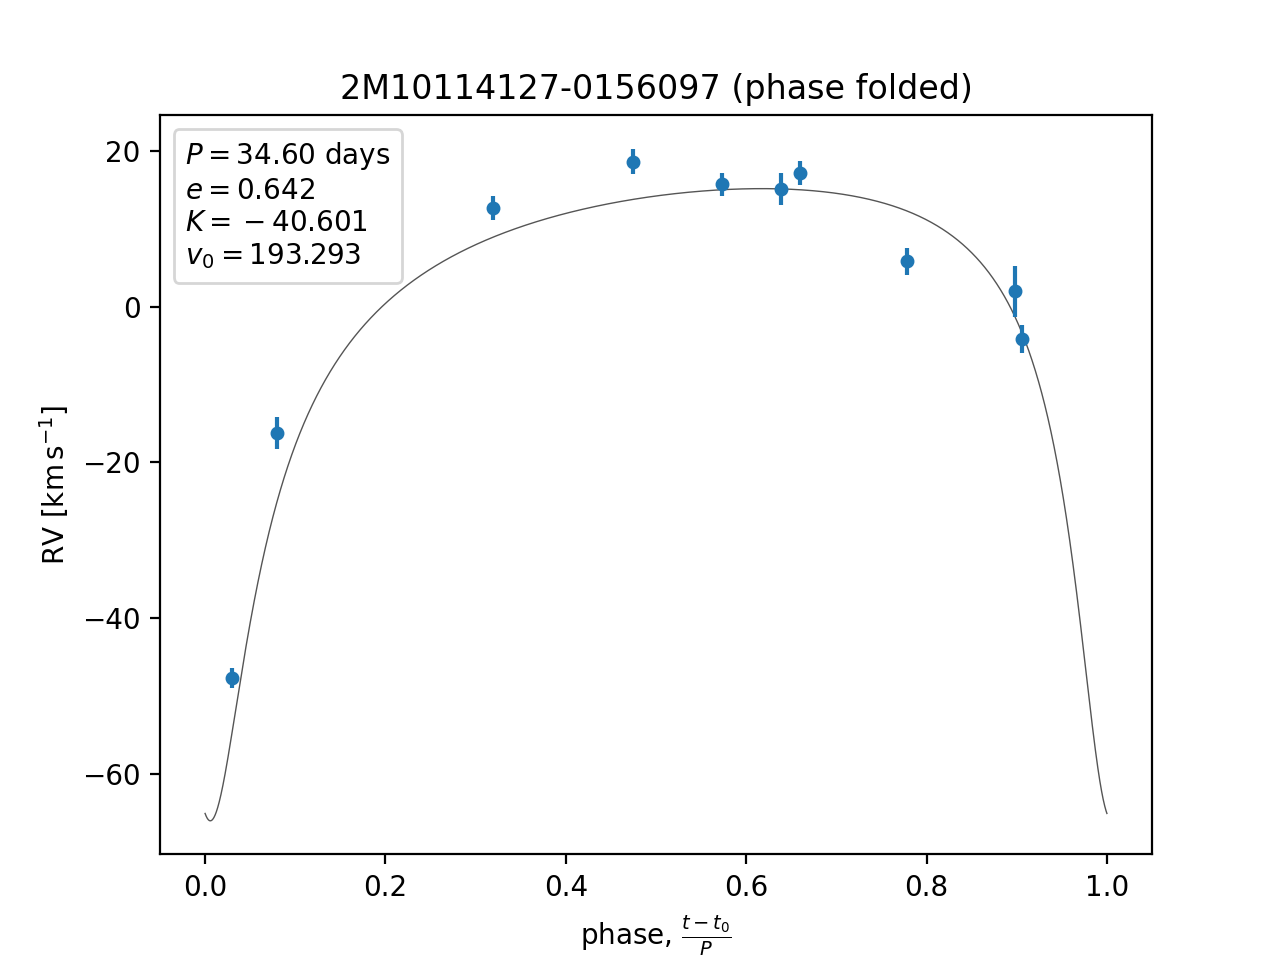 2M10114127-0156097 (phase folded)
P = 34.60 days
e = 0.642
K = −40.601
v₀ = 193.293
20
0
−20
−40
−60
RV [km s⁻¹]
0.0 0.2 0.4 0.6 0.8 1.0
phase, (t − t₀)/P